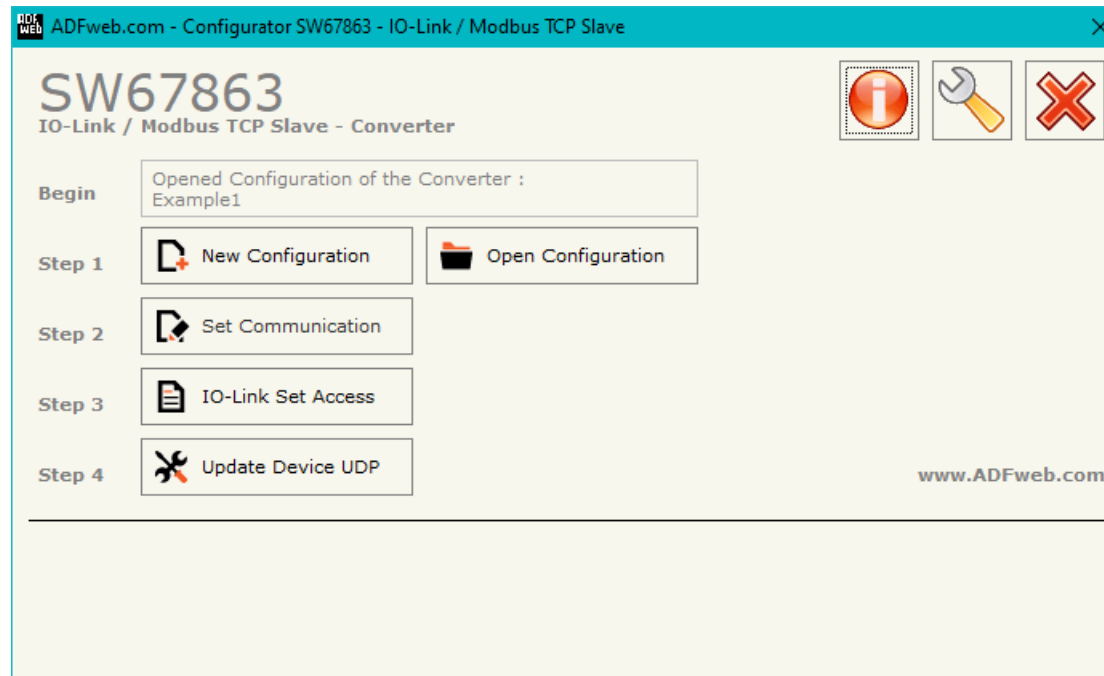 ADF
WEB
ADFweb.com - Configurator SW67863 - IO-Link / Modbus TCP Slave
SW67863
IO-Link / Modbus TCP Slave - Converter
Begin
Opened Configuration of the Converter :
Example1
Step 1
New Configuration
Open Configuration
Step 2
Set Communication
Step 3
IO-Link Set Access
Step 4
Update Device UDP
www.ADFweb.com